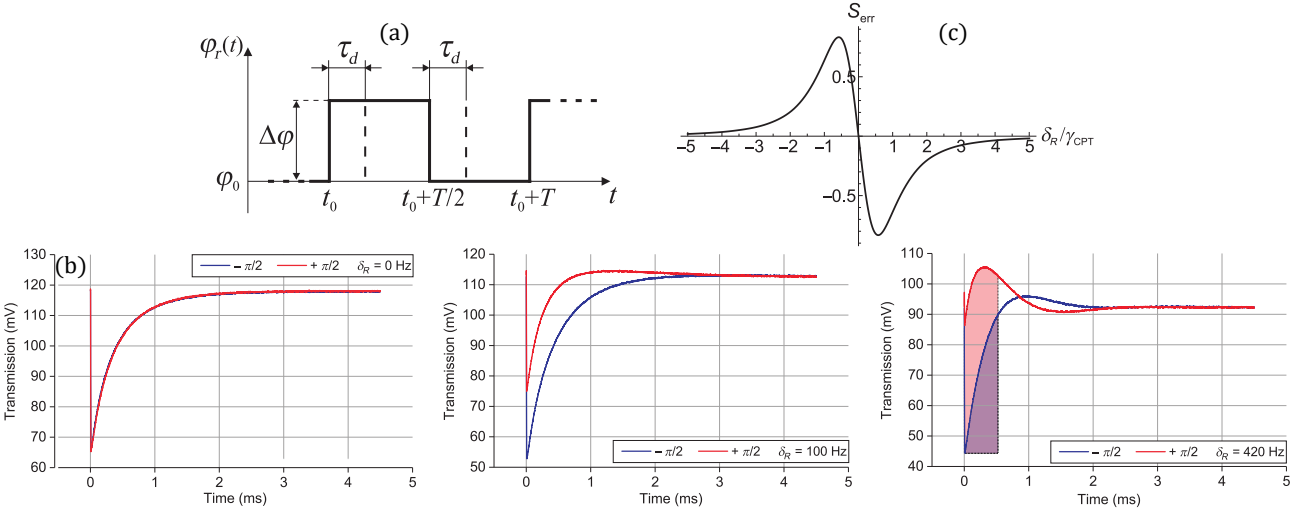 (a)
φr(t)
τd
τd
Δφ
φ0
t0
t0+T/2
t0+T
t
(c)
Serr
0.5
−5 −4 −3 −2 −1 0 1 2 3 4 5
δR/γCPT
−0.5
(b)
− π/2 + π/2 δR = 0 Hz
Transmission (mV)
130
120
110
100
90
80
70
60
0 1 2 3 4 5
Time (ms)
Transmission (mV)
120
110
100
90
80
70
60
50
− π/2 + π/2 δR = 100 Hz
0 1 2 3 4 5
Time (ms)
Transmission (mV)
110
100
90
80
70
60
50
40
− π/2 + π/2 δR = 420 Hz
0 1 2 3 4 5
Time (ms)